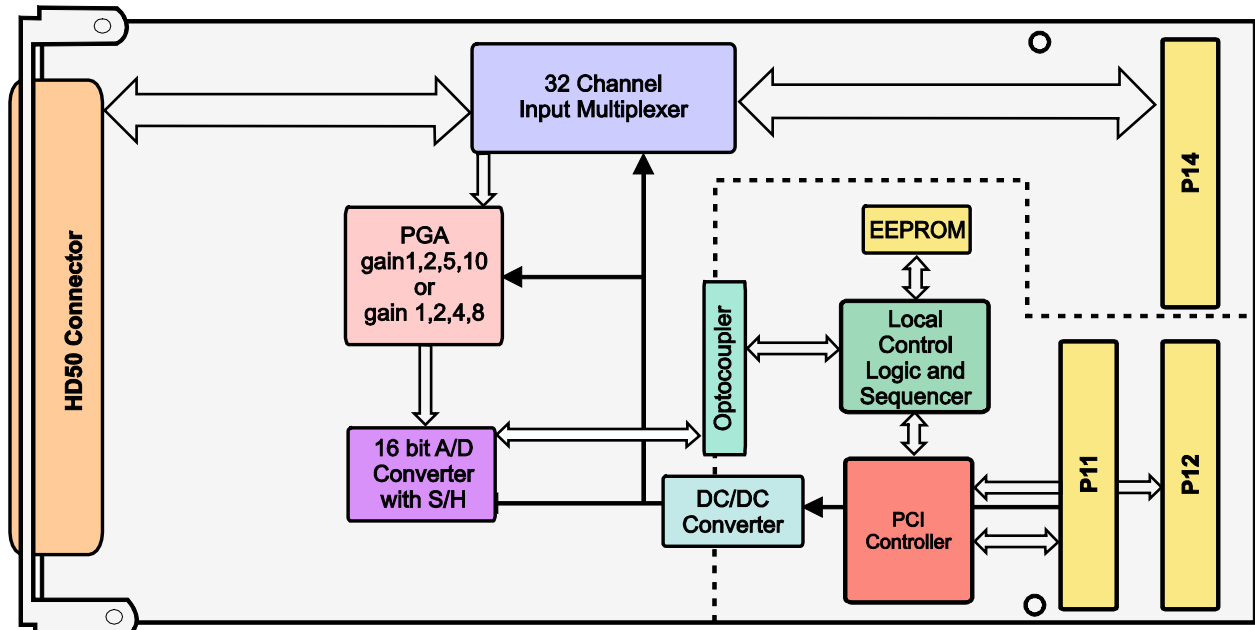 32 Channel
Input Multiplexer
P14
HD50 Connector
PGA
gain1,2,5,10
or
gain 1,2,4,8
EEPROM
Optocoupler
Local
Control
Logic and
Sequencer
16 bit A/D
Converter
with S/H
DC/DC
Converter
PCI
Controller
P11
P12